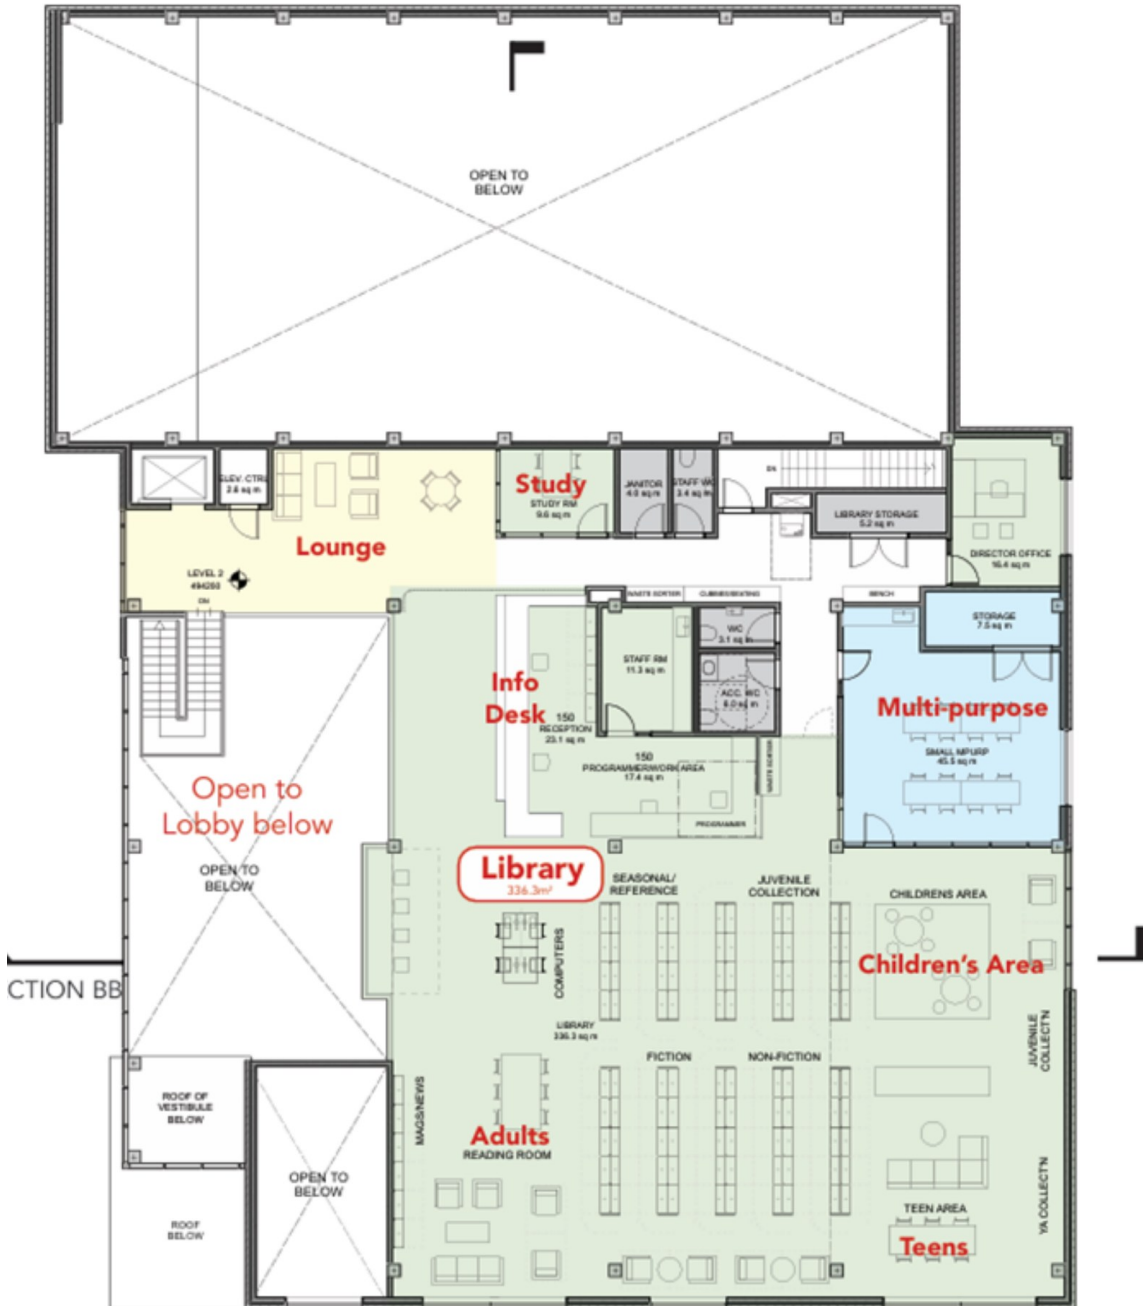 OPEN TO
BELOW
ELEV. CTRL
2.6 sq m
Lounge
LEVEL 2
494200
DN
Study
STUDY RM
9.6 sq m
JANITOR
4.0 sq m
STAFF WC
3.4 sq m
DN
LIBRARY STORAGE
5.2 sq m
DIRECTOR OFFICE
16.4 sq m
WASTE SORTER
CUBBIES/SEATING
BENCH
STORAGE
7.5 sq m
WC
3.1 sq m
STAFF RM
11.3 sq m
ACC. WC
6.0 sq m
Info
Desk
150
RECEPTION
23.1 sq m
150
PROGRAMMER/WORK AREA
17.4 sq m
WASTE SORTER
PROGRAMMER
Multi-purpose
SMALL MPURP
45.5 sq m
Open to
Lobby below
OPEN TO
BELOW
Library
336.3m²
SEASONAL/
REFERENCE
JUVENILE
COLLECTION
CHILDRENS AREA
Children's Area
COMPUTERS
LIBRARY
336.3 sq m
CTION BB
JUVENILE
COLLECT'N
FICTION
NON-FICTION
MAGS/NEWS
Adults
READING ROOM
ROOF OF
VESTIBULE
BELOW
OPEN TO
BELOW
ROOF
BELOW
TEEN AREA
Teens
YA COLLECT'N